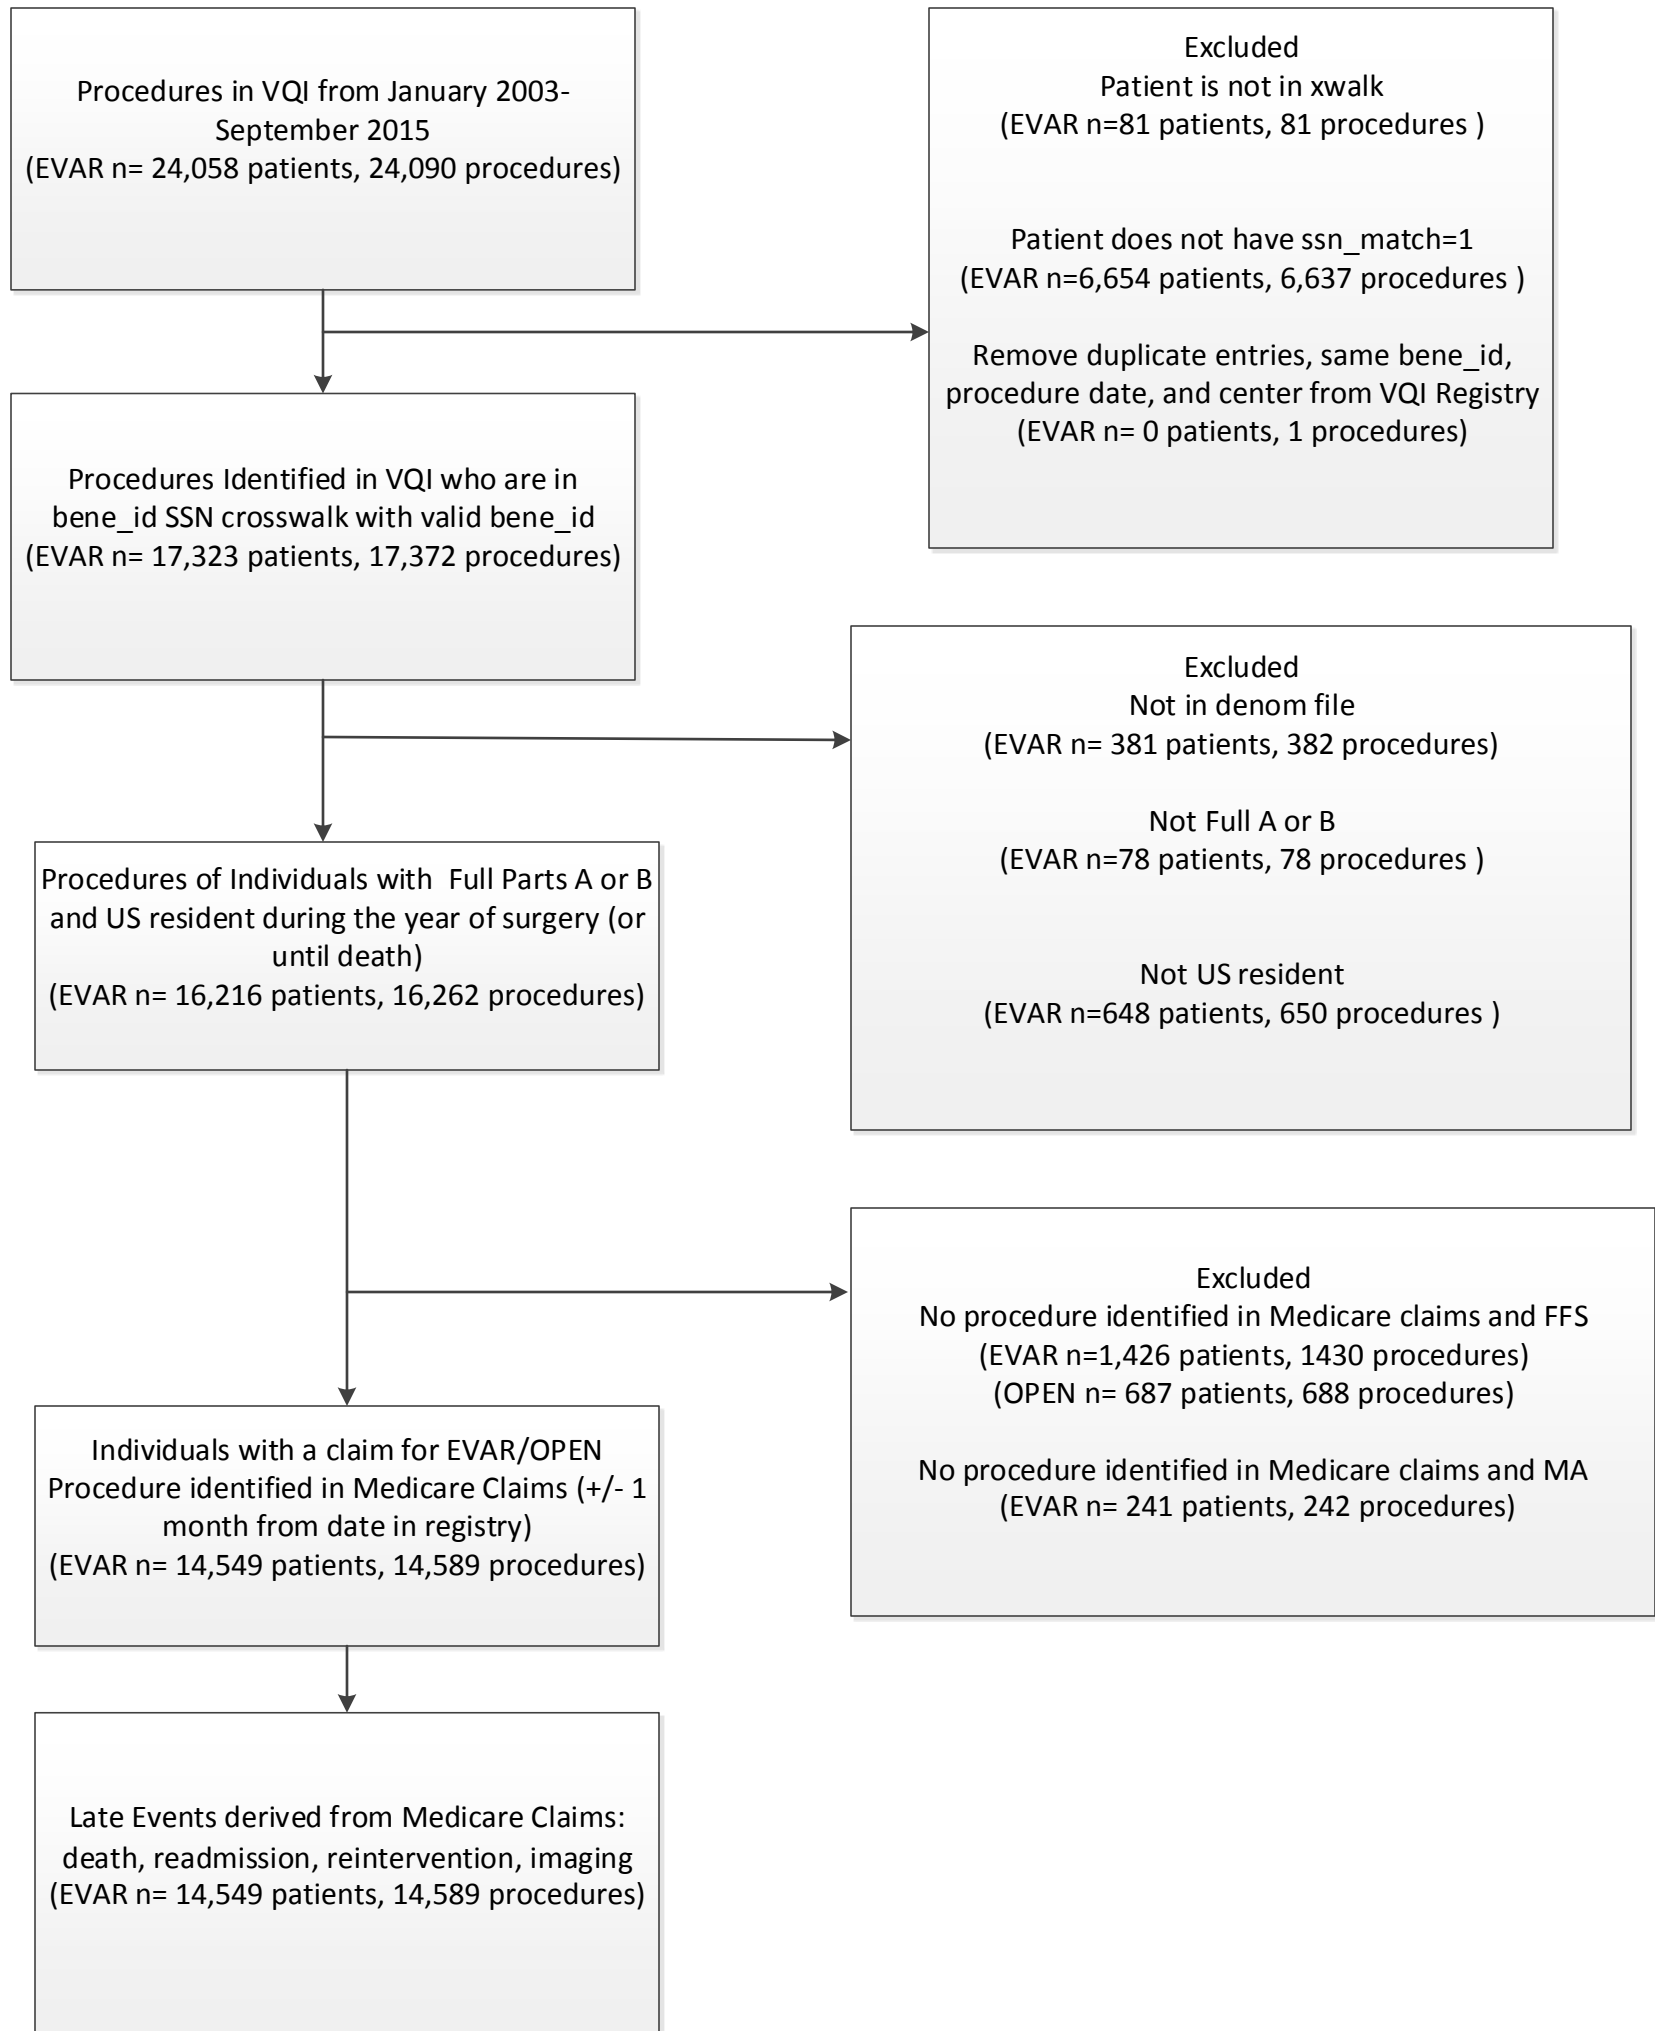 Procedures in VQI from January 2003-
September 2015
(EVAR n= 24,058 patients, 24,090 procedures)
Excluded
Patient is not in xwalk
(EVAR n=81 patients, 81 procedures )
Patient does not have ssn_match=1
(EVAR n=6,654 patients, 6,637 procedures )
Remove duplicate entries, same bene_id,
procedure date, and center from VQI Registry
(EVAR n= 0 patients, 1 procedures)
Procedures Identified in VQI who are in
bene_id SSN crosswalk with valid bene_id
(EVAR n= 17,323 patients, 17,372 procedures)
Excluded
Not in denom file
(EVAR n= 381 patients, 382 procedures)
Not Full A or B
(EVAR n=78 patients, 78 procedures )
Not US resident
(EVAR n=648 patients, 650 procedures )
Procedures of Individuals with  Full Parts A or B
and US resident during the year of surgery (or
until death)
(EVAR n= 16,216 patients, 16,262 procedures)
Excluded
No procedure identified in Medicare claims and FFS
(EVAR n=1,426 patients, 1430 procedures)
(OPEN n= 687 patients, 688 procedures)
No procedure identified in Medicare claims and MA
(EVAR n= 241 patients, 242 procedures)
Individuals with a claim for EVAR/OPEN
Procedure identified in Medicare Claims (+/- 1
month from date in registry)
(EVAR n= 14,549 patients, 14,589 procedures)
Late Events derived from Medicare Claims:
death, readmission, reintervention, imaging
(EVAR n= 14,549 patients, 14,589 procedures)